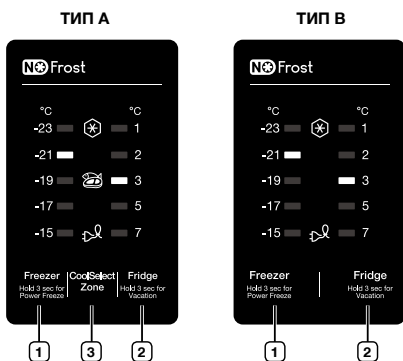 ТИП A
NO Frost
°C °C
-23 1
-21 2
-19 3
-17 5
-15 7
Freezer
Hold 3 sec for
Power Freeze
CoolSelect
Zone
Fridge
Hold 3 sec for
Vacation
1 3 2
ТИП B
NO Frost
°C °C
-23 1
-21 2
-19 3
-17 5
-15 7
Freezer
Hold 3 sec for
Power Freeze
Fridge
Hold 3 sec for
Vacation
1 2